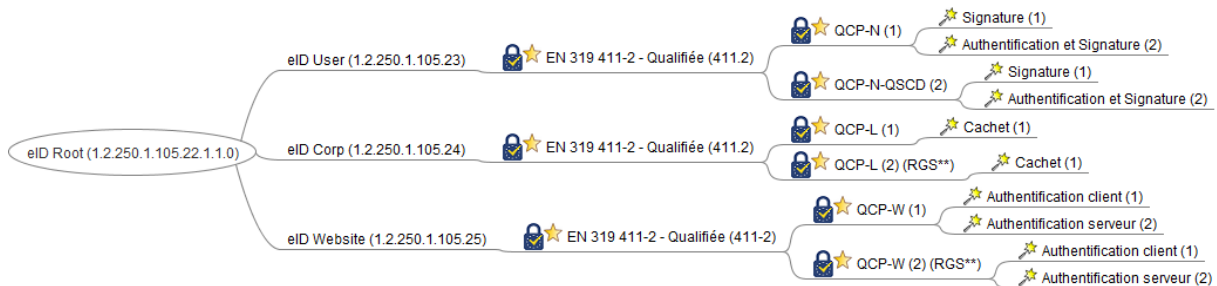 eID Root (1.2.250.1.105.22.1.1.0)
eID User (1.2.250.1.105.23)
EN 319 411-2 - Qualifiée (411.2)
QCP-N (1)
Signature (1)
Authentification et Signature (2)
QCP-N-QSCD (2)
Signature (1)
Authentification et Signature (2)
eID Corp (1.2.250.1.105.24)
EN 319 411-2 - Qualifiée (411.2)
QCP-L (1)
Cachet (1)
QCP-L (2) (RGS**)
Cachet (1)
eID Website (1.2.250.1.105.25)
EN 319 411-2 - Qualifiée (411-2)
QCP-W (1)
Authentification client (1)
Authentification serveur (2)
QCP-W (2) (RGS**)
Authentification client (1)
Authentification serveur (2)